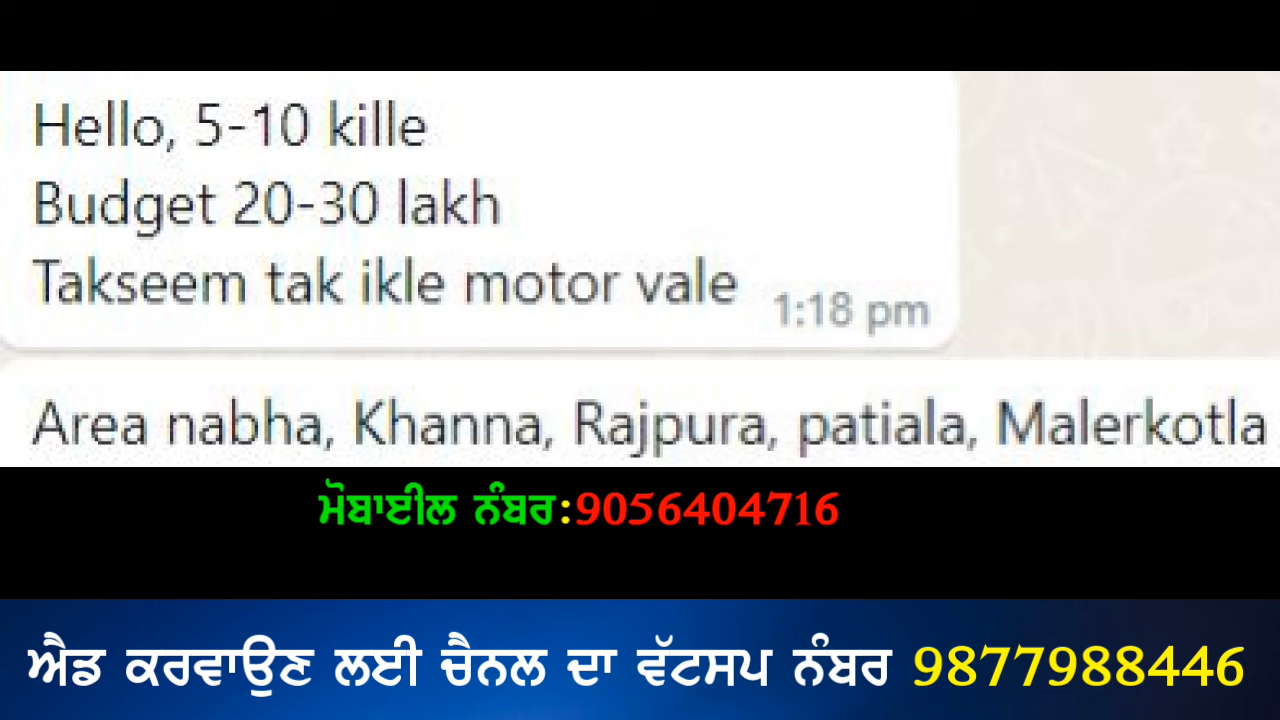 Hello, 5-10 kille
Budget 20-30 lakh
Takseem tak ikle motor vale
1:18 pm
Area nabha, Khanna, Rajpura, patiala, Malerkotla
ਮੋਬਾਈਲ ਨੰਬਰ:9056404716
ਐਡ ਕਰਵਾਉਣ ਲਈ ਚੈਨਲ ਦਾ ਵੱਟਸਪ ਨੰਬਰ 9877988446